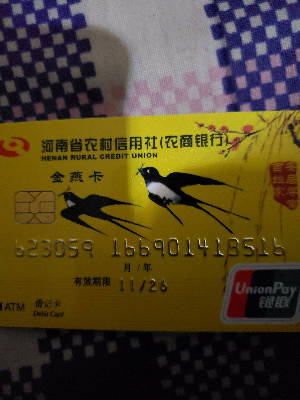 河南省农村信用社(农商银行)
HENAN RURAL CREDIT UNION
金燕卡
623059
月/年
有效期限 11/26
ATM 借记卡
Debit Card
UnionPay
银联